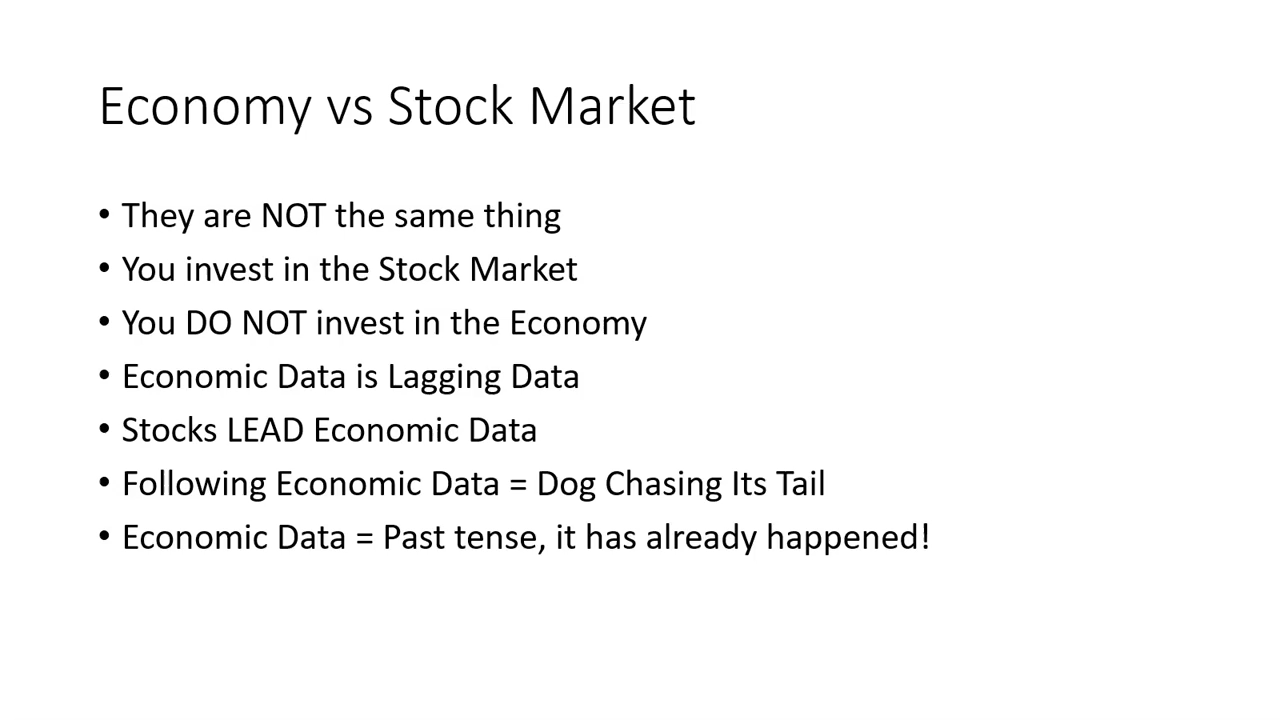 Economy vs Stock Market
• They are NOT the same thing
• You invest in the Stock Market
• You DO NOT invest in the Economy
• Economic Data is Lagging Data
• Stocks LEAD Economic Data
• Following Economic Data = Dog Chasing Its Tail
• Economic Data = Past tense, it has already happened!